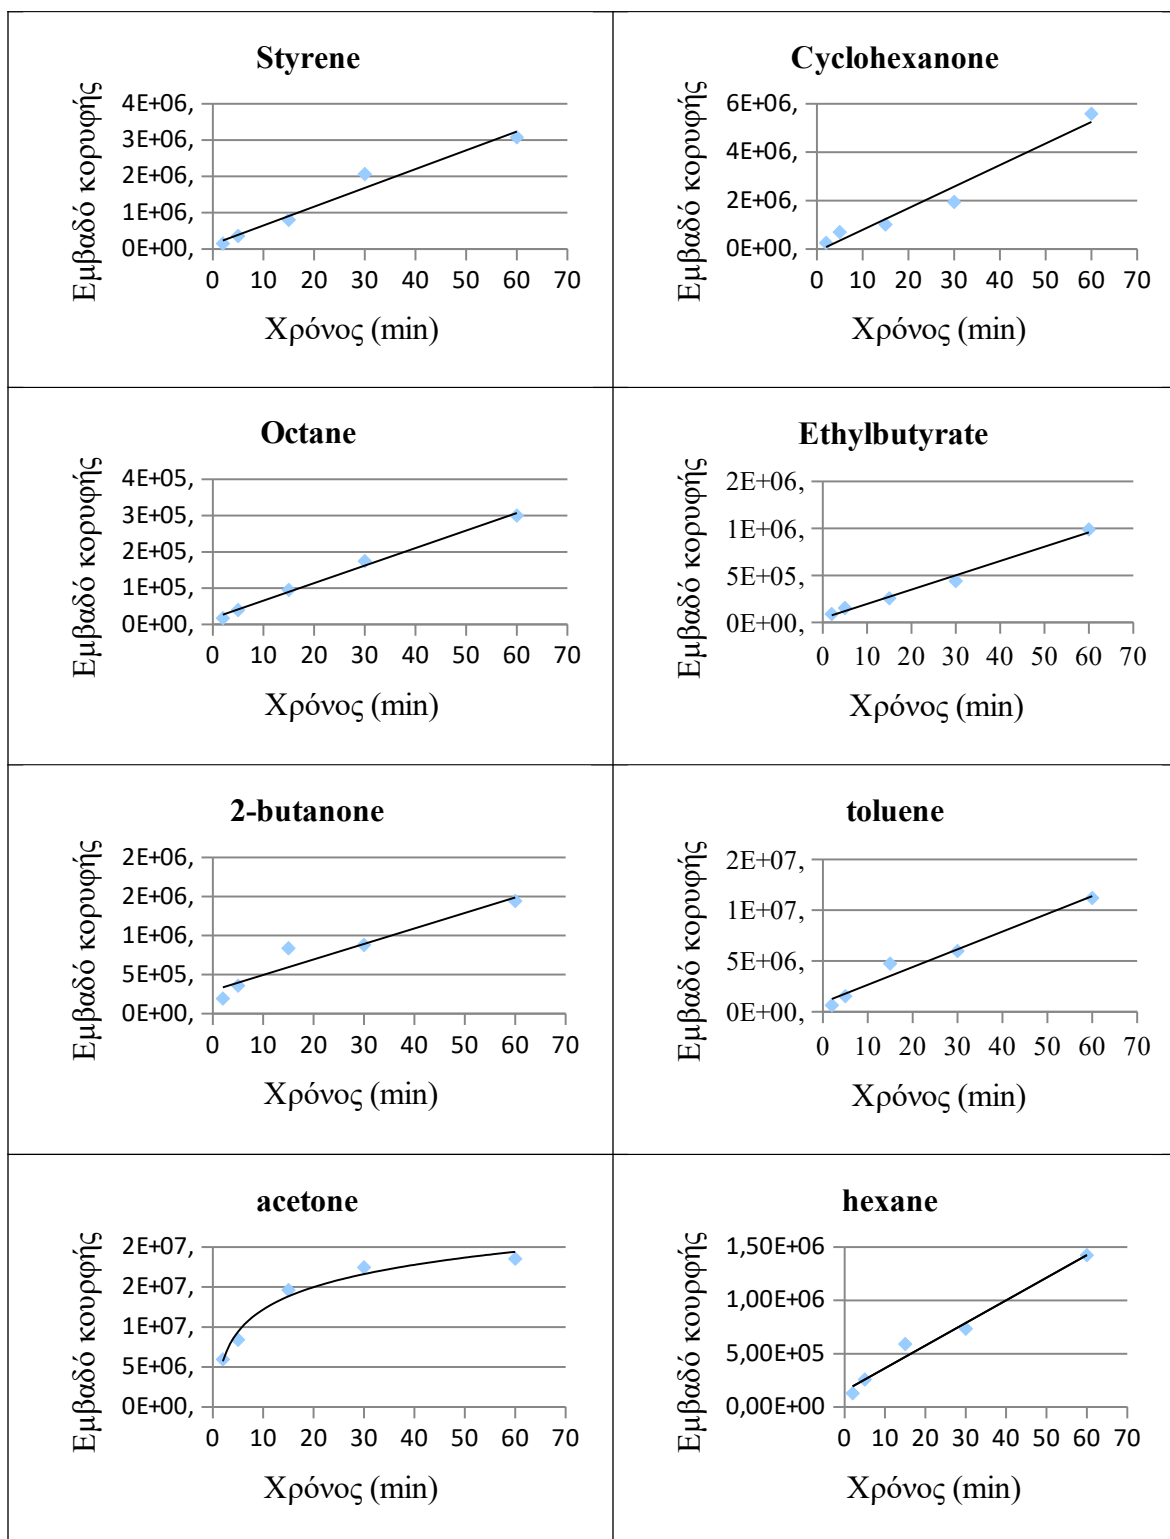 Styrene
Εμβαδό κορυφής
4E+06,
3E+06,
2E+06,
1E+06,
0E+00,
0 10 20 30 40 50 60 70
Χρόνος (min)
Cyclohexanone
Εμβαδό κορυφής
6E+06,
4E+06,
2E+06,
0E+00,
0 10 20 30 40 50 60 70
Χρόνος (min)
Octane
Εμβαδό κορυφής
4E+05,
3E+05,
2E+05,
1E+05,
0E+00,
0 10 20 30 40 50 60 70
Χρόνος (min)
Ethylbutyrate
Εμβαδό κορυφής
2E+06,
1E+06,
5E+05,
0E+00,
0 10 20 30 40 50 60 70
Χρόνος (min)
2-butanone
Εμβαδό κορυφής
2E+06,
2E+06,
1E+06,
5E+05,
0E+00,
0 10 20 30 40 50 60 70
Χρόνος (min)
toluene
Εμβαδό κορυφής
2E+07,
1E+07,
5E+06,
0E+00,
0 10 20 30 40 50 60 70
Χρόνος (min)
acetone
Εμβαδό κουρφής
2E+07,
2E+07,
1E+07,
5E+06,
0E+00,
0 10 20 30 40 50 60 70
Χρόνος (min)
hexane
Εμβαδό κουρφής
1,50E+06
1,00E+06
5,00E+05
0,00E+00
0 10 20 30 40 50 60 70
Χρόνος (min)